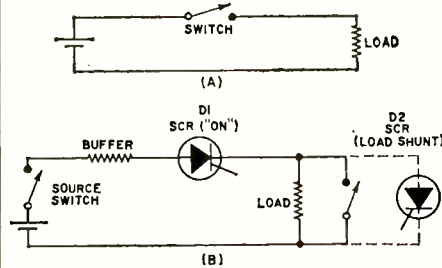 SWITCH
LOAD
(A)
D1
SCR ("ON")
D2
SCR
(LOAD SHUNT)
BUFFER
SOURCE
SWITCH
LOAD
(B)